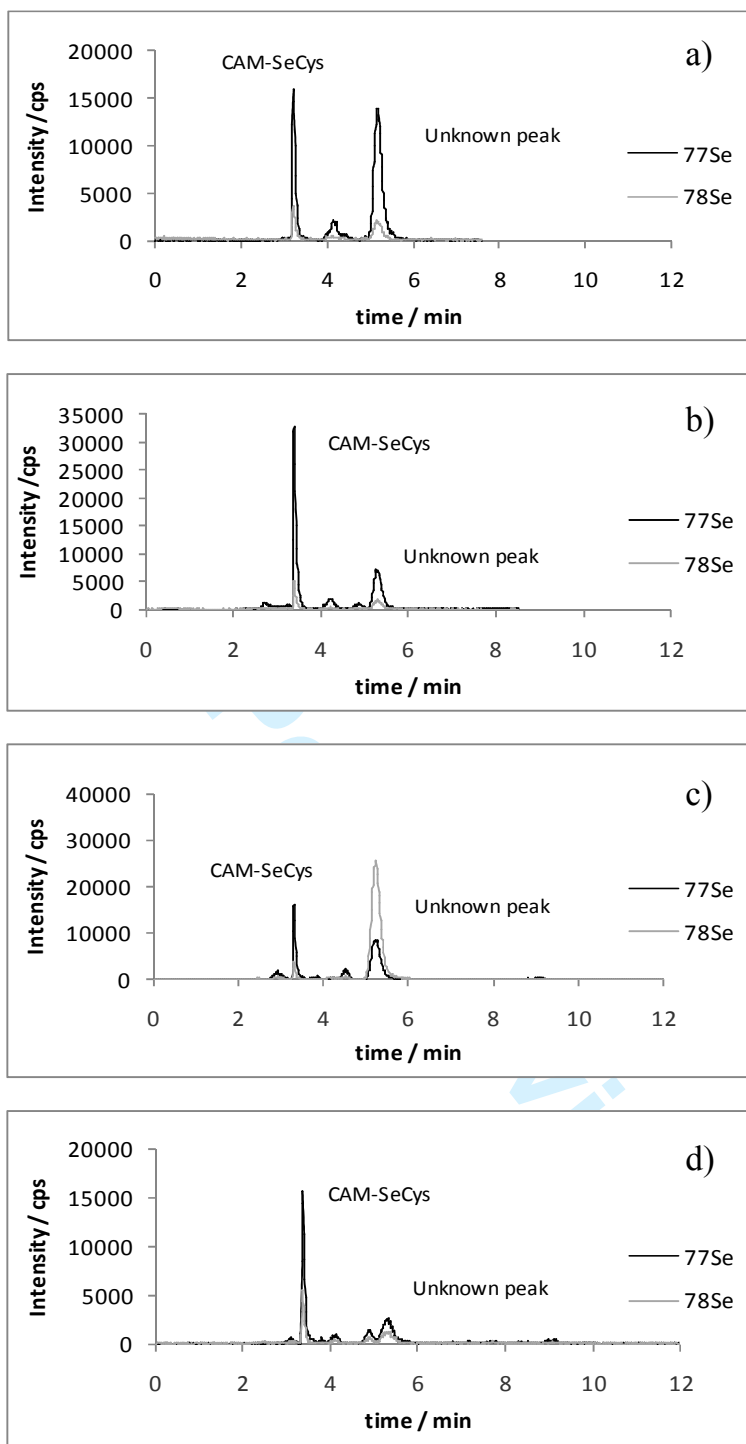 a)
20000
15000
10000
5000
0
Intensity /cps
CAM-SeCys
Unknown peak
77Se
78Se
0 2 4 6 8 10 12
time / min
b)
35000
30000
25000
20000
15000
10000
5000
0
Intensity /cps
CAM-SeCys
Unknown peak
77Se
78Se
0 2 4 6 8 10 12
time / min
c)
40000
30000
20000
10000
0
Intensity / cps
CAM-SeCys
Unknown peak
77Se
78Se
0 2 4 6 8 10 12
time / min
d)
20000
15000
10000
5000
0
Intensity / cps
CAM-SeCys
Unknown peak
77Se
78Se
0 2 4 6 8 10 12
time / min